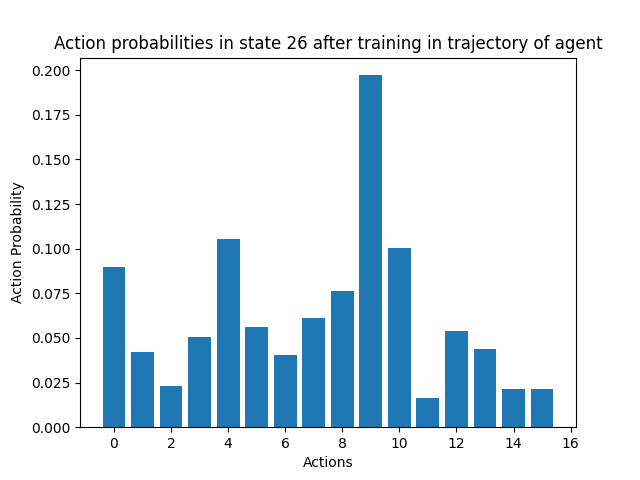 Action probabilities in state 26 after training in trajectory of agent
0.200
0.175
0.150
0.125
0.100
0.075
0.050
0.025
0.000
Action Probability
0 2 4 6 8 10 12 14 16
Actions